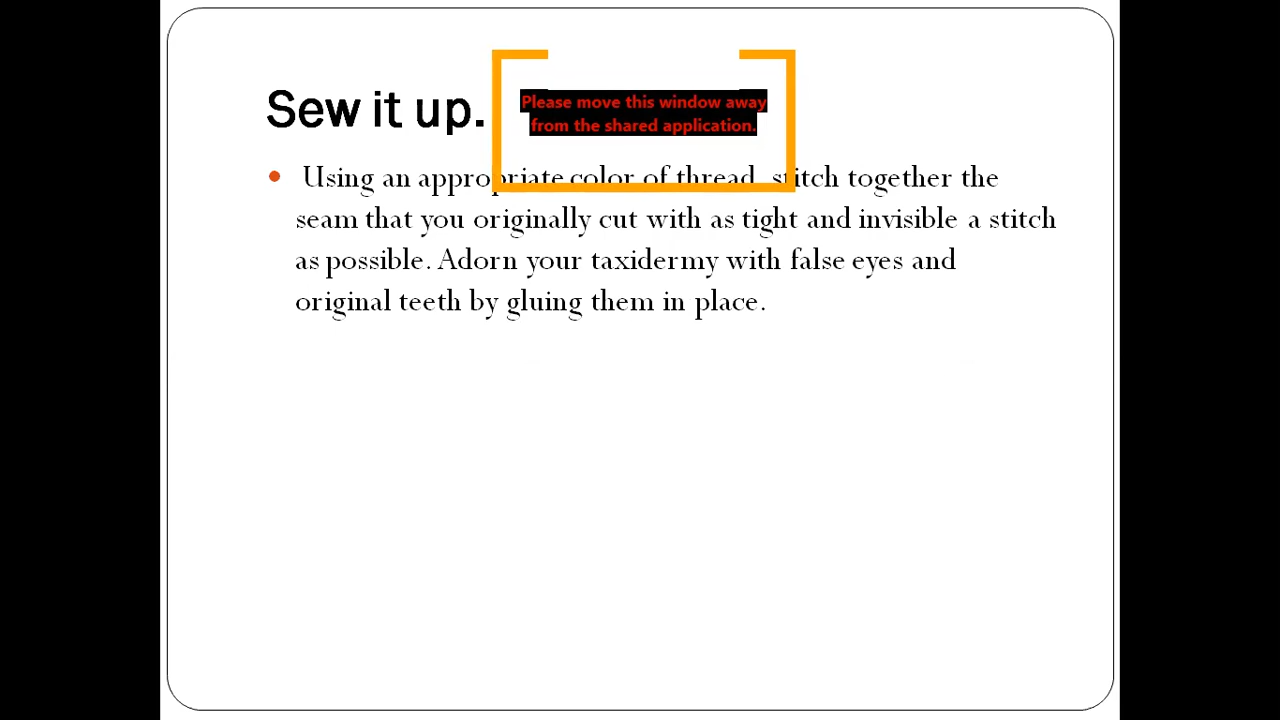 Sew it up.
Please move this window away
from the shared application.
Using an appropriate color of thread, stitch together the
seam that you originally cut with as tight and invisible a stitch
as possible. Adorn your taxidermy with false eyes and
original teeth by gluing them in place.